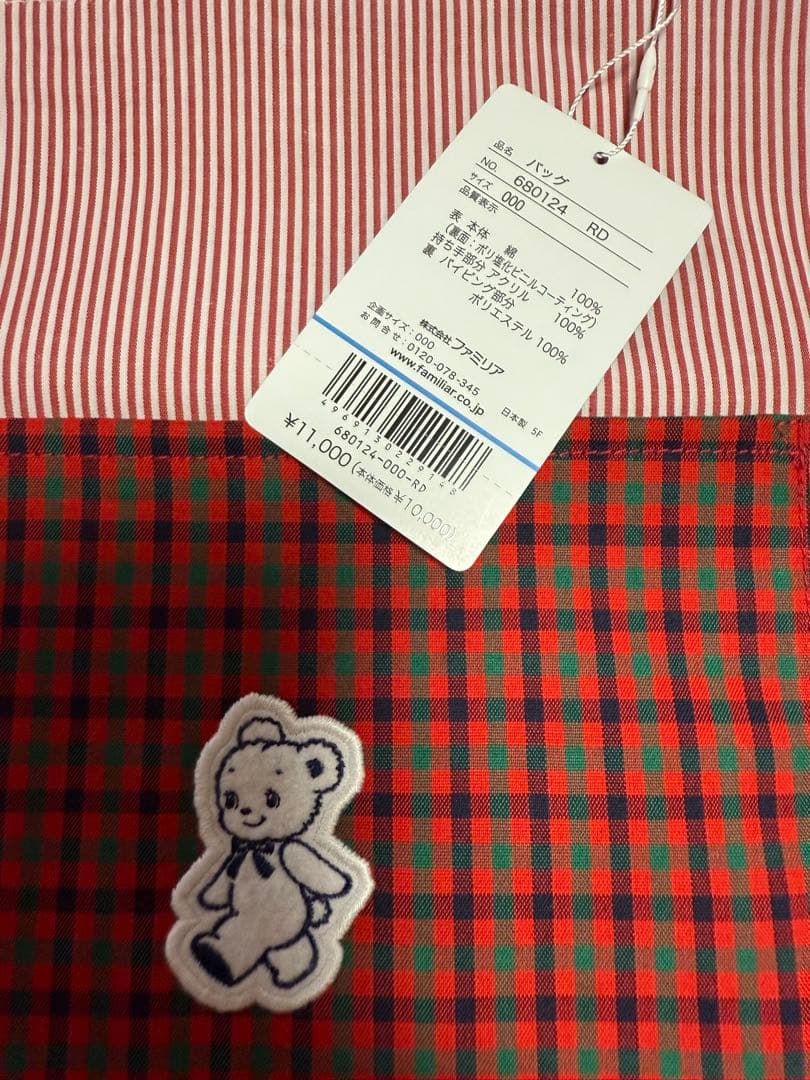 品名 バッグ
NO. 680124 RD
サイズ 000
品質表示
表 本体 綿 100%
(裏面:ポリ塩化ビニルコーティング)
持ち手部分 アクリル 100%
裏 パイピング部分
ポリエステル 100%
株式会社 ファミリア
企画サイズ:000
お問合せ:0120-078-345
www.familiar.co.jp
日本製 5F
4969130229145
680124-000-RD
¥11,000(本体価格¥10,000)